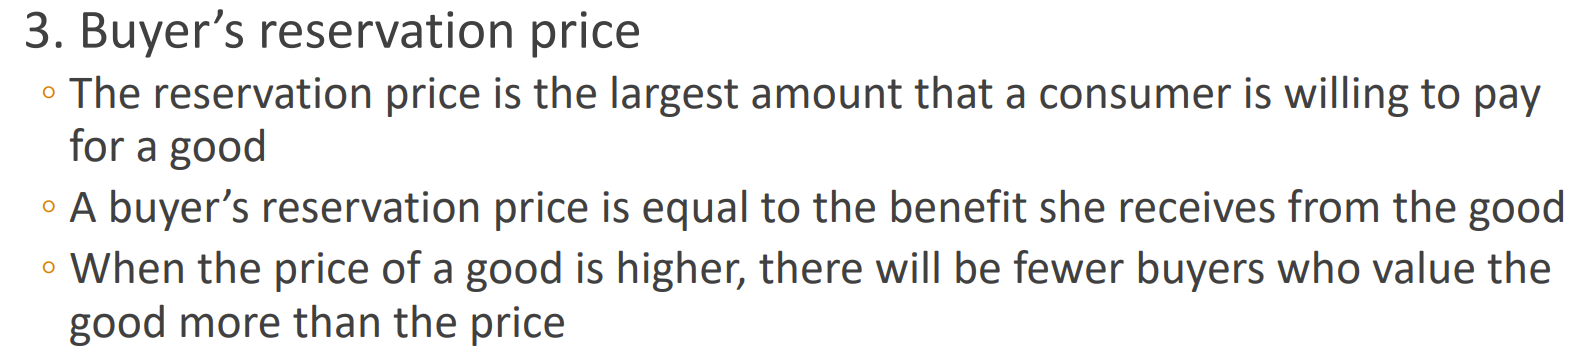 3. Buyer’s reservation price
◦ The reservation price is the largest amount that a consumer is willing to pay
for a good
◦ A buyer’s reservation price is equal to the benefit she receives from the good
◦ When the price of a good is higher, there will be fewer buyers who value the
good more than the price